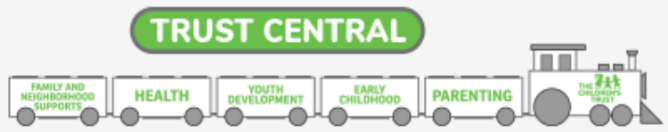 TRUST CENTRAL
FAMILY AND
NEIGHBORHOOD
SUPPORTS
HEALTH
YOUTH
DEVELOPMENT
EARLY
CHILDHOOD
PARENTING
THE
CHILDREN'S
TRUST